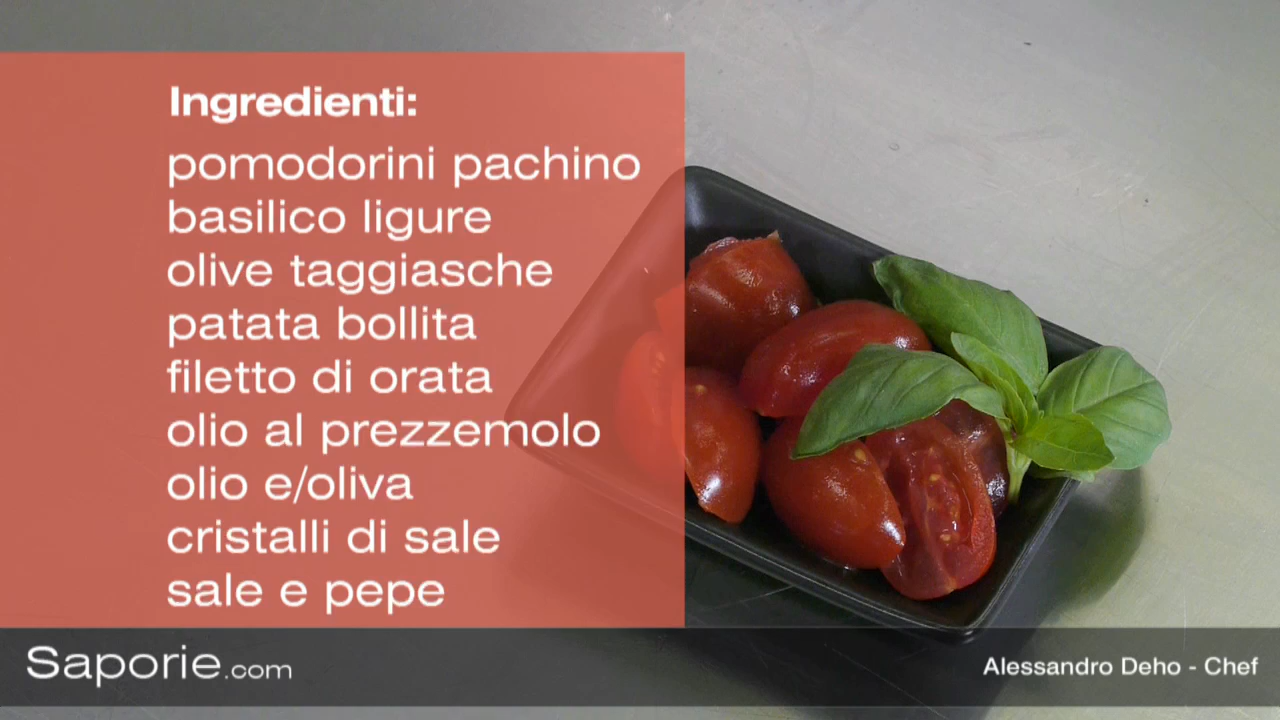 Ingredienti:
pomodorini pachino
basilico ligure
olive taggiasche
patata bollita
filetto di orata
olio al prezzemolo
olio e/oliva
cristalli di sale
sale e pepe
Saporie.com
Alessandro Deho - Chef